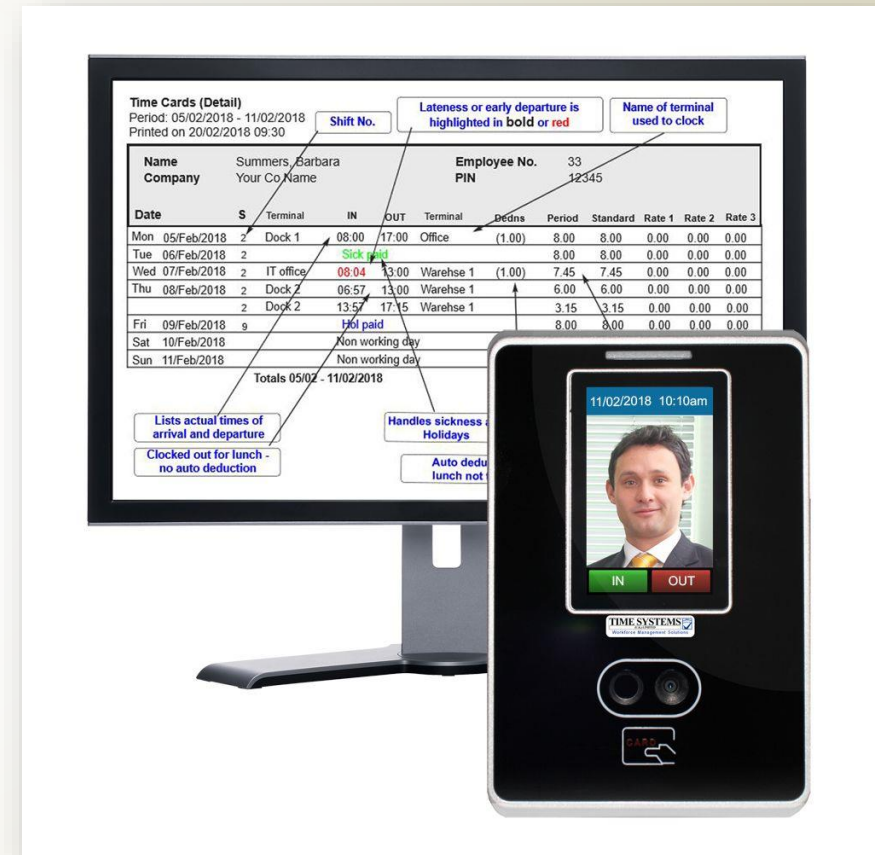 Time Cards (Detail)
Period: 05/02/2018 - 11/02/2018
Printed on 20/02/2018 09:30
Shift No.
Lateness or early departure is
highlighted in bold or red
Name of terminal
used to clock
Name Summers, Barbara Employee No. 33
Company Your Co Name PIN 12345
Date S Terminal IN OUT Terminal Dedns Period Standard Rate 1 Rate 2 Rate 3
Mon 05/Feb/2018 2 Dock 1 08:00 17:00 Office (1.00) 8.00 8.00 0.00 0.00 0.00
Tue 06/Feb/2018 2 Sick paid 8.00 8.00 0.00 0.00 0.00
Wed 07/Feb/2018 2 IT office 08:04 13:00 Warehse 1 (1.00) 7.45 7.45 0.00 0.00 0.00
Thu 08/Feb/2018 2 Dock 2 06:57 13:00 Warehse 1 6.00 6.00 0.00 0.00 0.00
2 Dock 2 13:57 17:15 Warehse 1 3.15 3.15 0.00 0.00 0.00
Fri 09/Feb/2018 9 Hol paid 8.00 8.00 0.00 0.00 0.00
Sat 10/Feb/2018 Non working day
Sun 11/Feb/2018 Non working day
Totals 05/02 - 11/02/2018
Lists actual times of
arrival and departure
Handles sickness
Holidays
Clocked out for lunch -
no auto deduction
Auto
lunch not
11/02/2018 10:10am
IN OUT
TIME SYSTEMS
Workforce Management Solutions
CARD